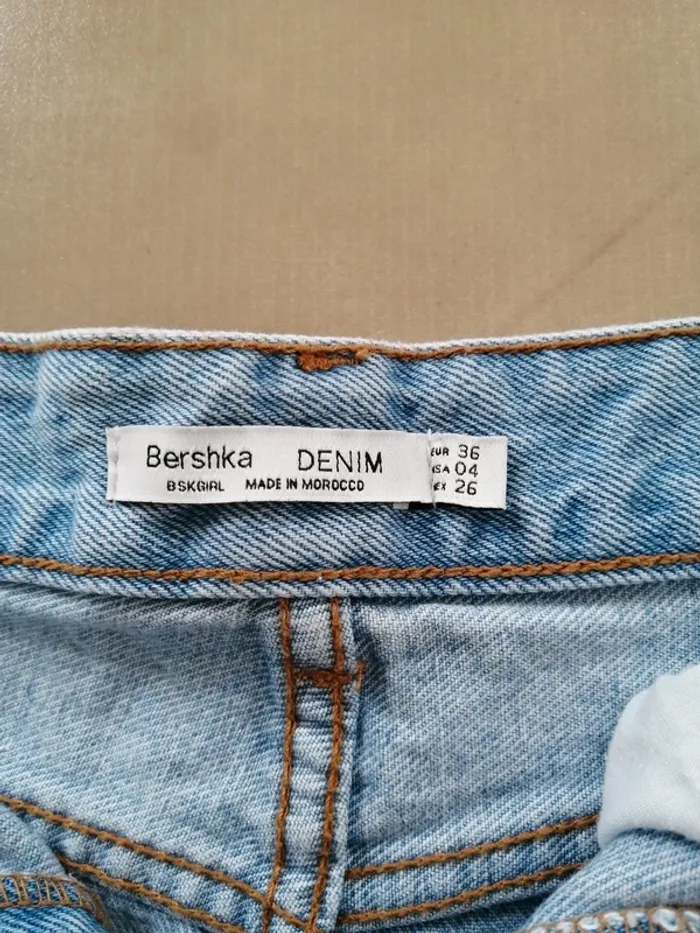 Bershka DENIM
BSKGIRL MADE IN MOROCCO
EUR 36
USA 04
MEX 26